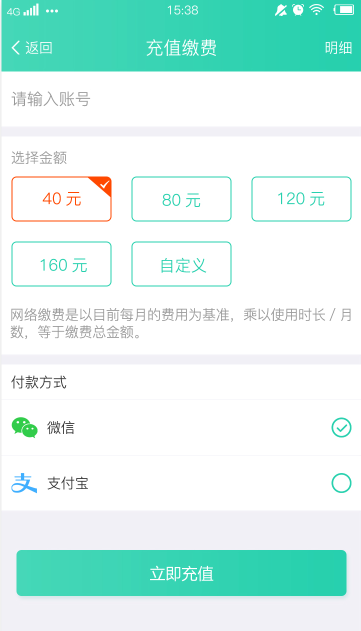 4G 15:38
返回 充值缴费 明细
请输入账号
选择金额
40 元 80 元 120 元
160 元 自定义
网络缴费是以目前每月的费用为基准，乘以使用时长 / 月
数，等于缴费总金额。
付款方式
微信
支 支付宝
立即充值